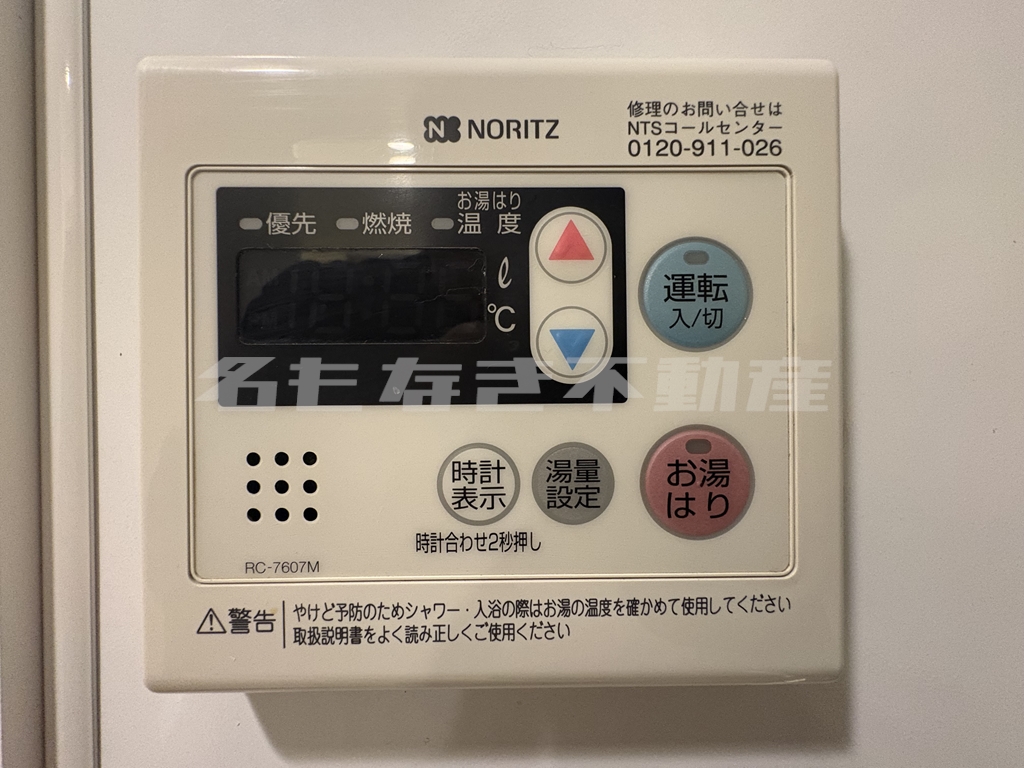 NORITZ
修理のお問い合せは
NTSコールセンター
0120-911-026
お湯はり
優先 燃焼 温度
ℓ
℃
運転
入/切
名もなき不動産
時計
表示
湯量
設定
お湯
はり
時計合わせ2秒押し
RC-7607M
警告
やけど予防のためシャワー・入浴の際はお湯の温度を確かめて使用してください
取扱説明書をよく読み正しくご使用ください